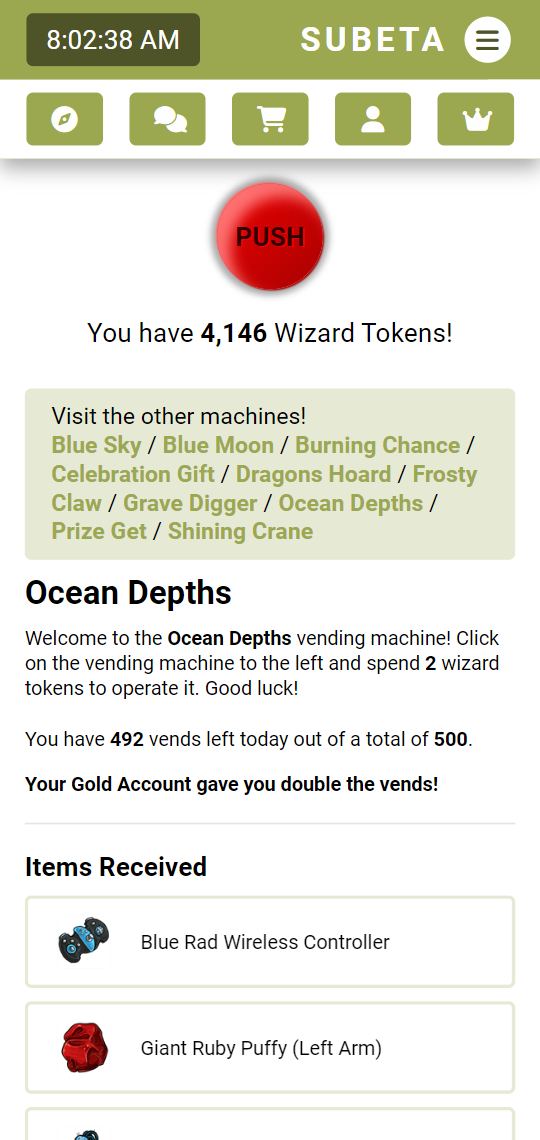 8:02:38 AM
SUBETA
PUSH
You have 4,146 Wizard Tokens!
Visit the other machines!
Blue Sky / Blue Moon / Burning Chance /
Celebration Gift / Dragons Hoard / Frosty
Claw / Grave Digger / Ocean Depths /
Prize Get / Shining Crane
Ocean Depths
Welcome to the Ocean Depths vending machine! Click
on the vending machine to the left and spend 2 wizard
tokens to operate it. Good luck!
You have 492 vends left today out of a total of 500.
Your Gold Account gave you double the vends!
Items Received
Blue Rad Wireless Controller
Giant Ruby Puffy (Left Arm)